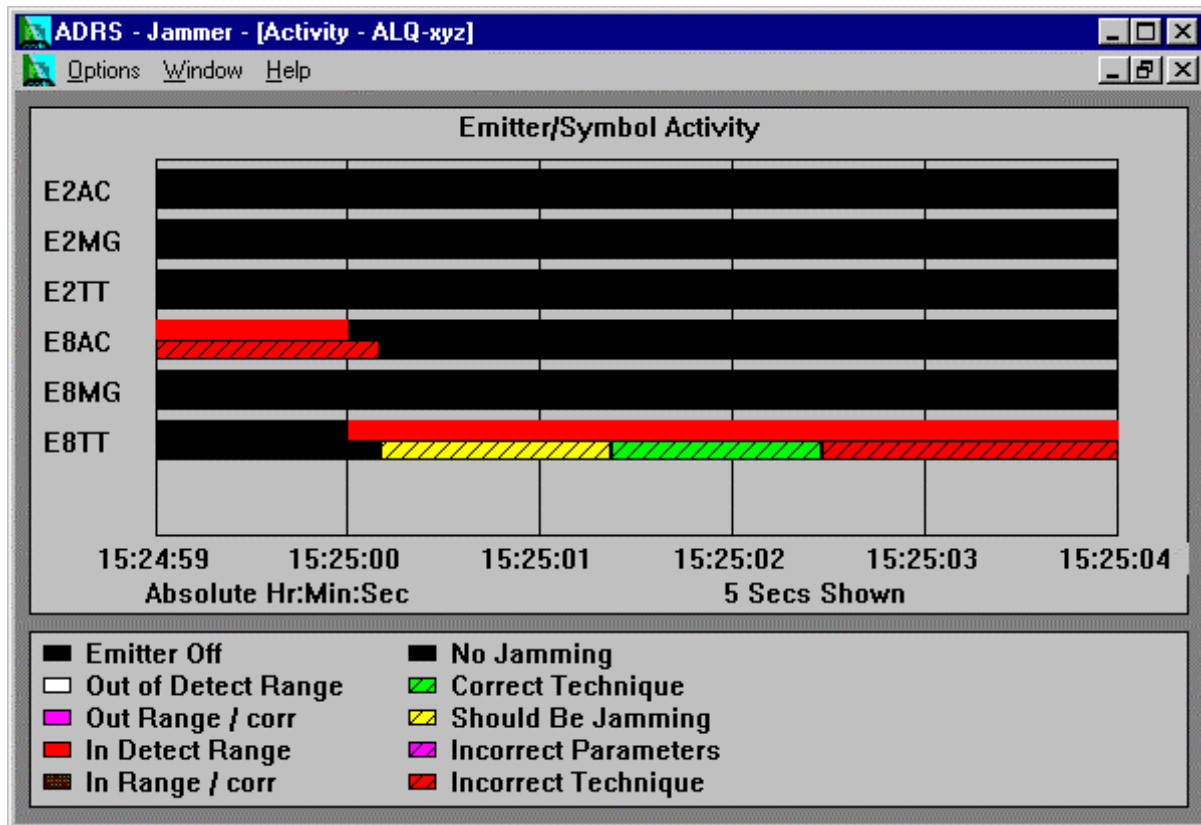 ADRS - Jammer - [Activity - ALQ-xyz]
Options Window Help
Emitter/Symbol Activity
E2AC
E2MG
E2TT
E8AC
E8MG
E8TT
15:24:59 15:25:00 15:25:01 15:25:02 15:25:03 15:25:04
Absolute Hr:Min:Sec 5 Secs Shown
Emitter Off No Jamming
Out of Detect Range Correct Technique
Out Range / corr Should Be Jamming
In Detect Range Incorrect Parameters
In Range / corr Incorrect Technique